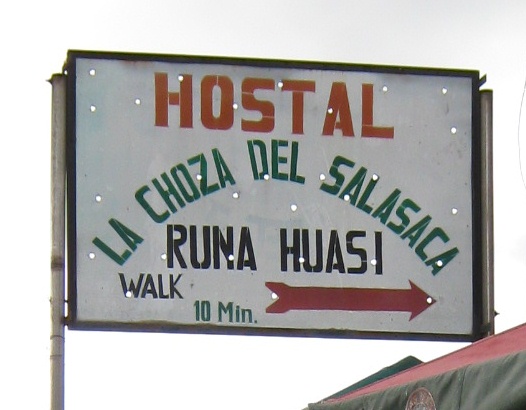 HOSTAL
LA CHOZA DEL SALASACA
RUNA HUASI
WALK
10 Min.